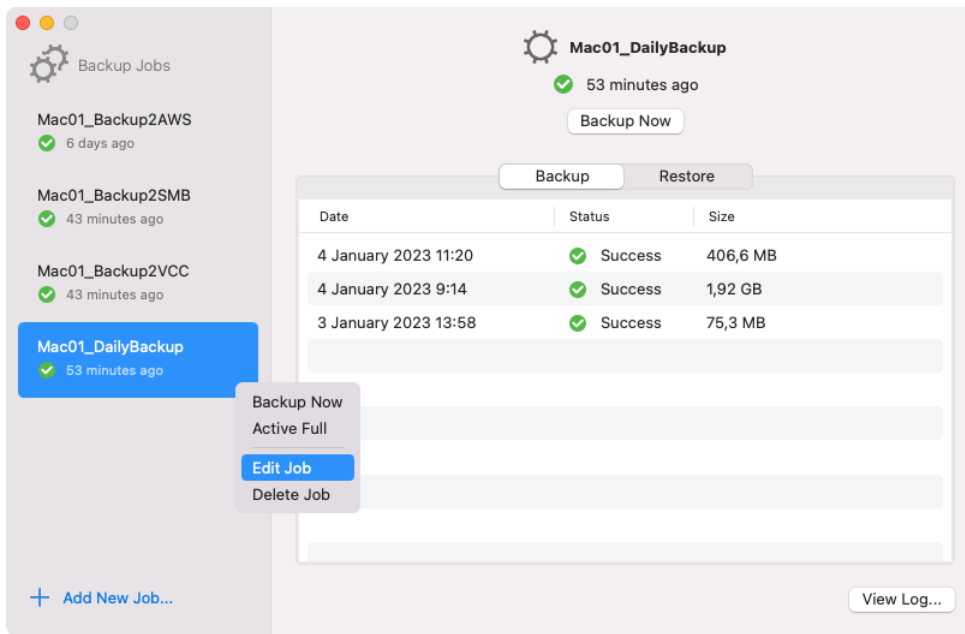 Backup Jobs
Mac01_Backup2AWS
6 days ago
Mac01_Backup2SMB
43 minutes ago
Mac01_Backup2VCC
43 minutes ago
Mac01_DailyBackup
53 minutes ago
Backup Now
Active Full
Edit Job
Delete Job
Add New Job...
Mac01_DailyBackup
53 minutes ago
Backup Now
Backup Restore
Date Status Size
4 January 2023 11:20 Success 406,6 MB
4 January 2023 9:14 Success 1,92 GB
3 January 2023 13:58 Success 75,3 MB
View Log...